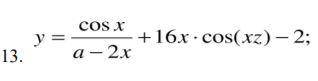 13. y = cos x / (a − 2x) + 16x · cos(xz) − 2;